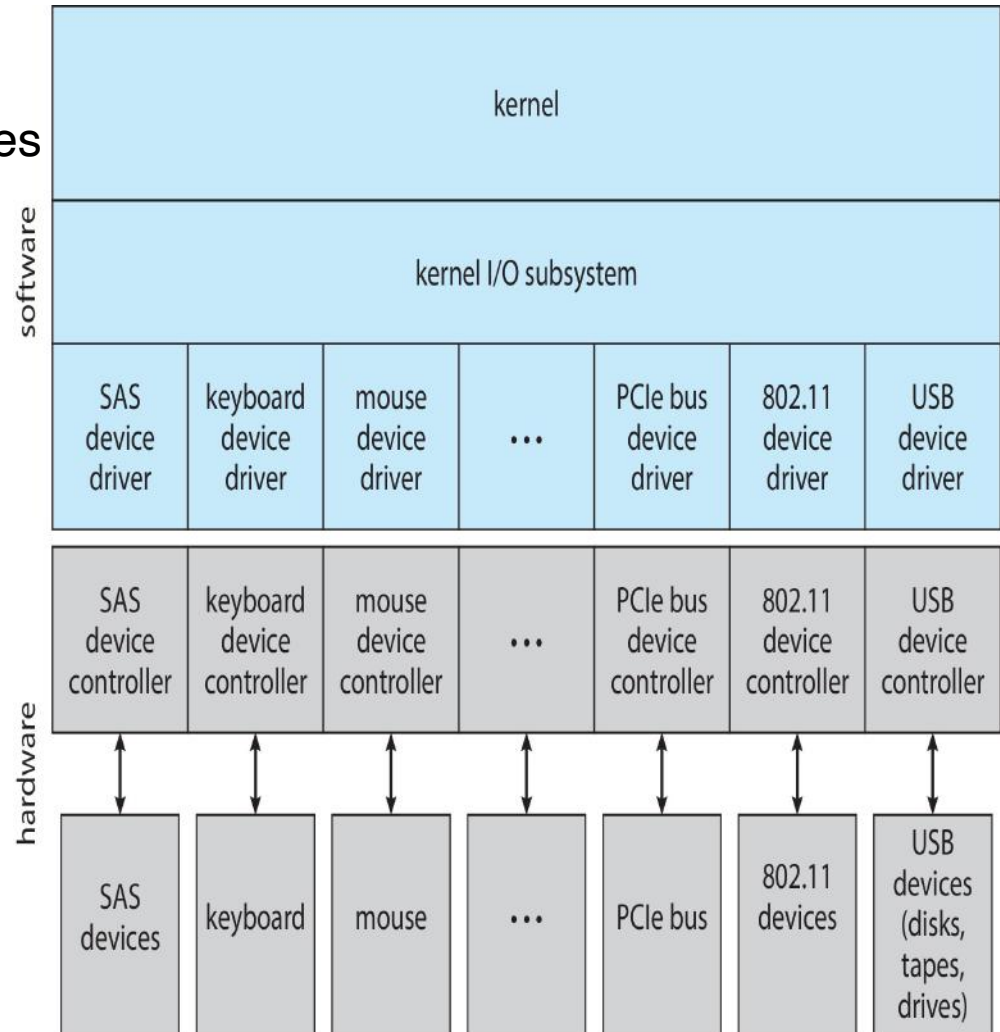 es
kernel
software
kernel I/O subsystem
SAS
device
driver
keyboard
device
driver
mouse
device
driver
...
PCIe bus
device
driver
802.11
device
driver
USB
device
driver
SAS
device
controller
keyboard
device
controller
mouse
device
controller
...
PCIe bus
device
controller
802.11
device
controller
USB
device
controller
hardware
SAS
devices
keyboard
mouse
...
PCIe bus
802.11
devices
USB
devices
(disks,
tapes,
drives)